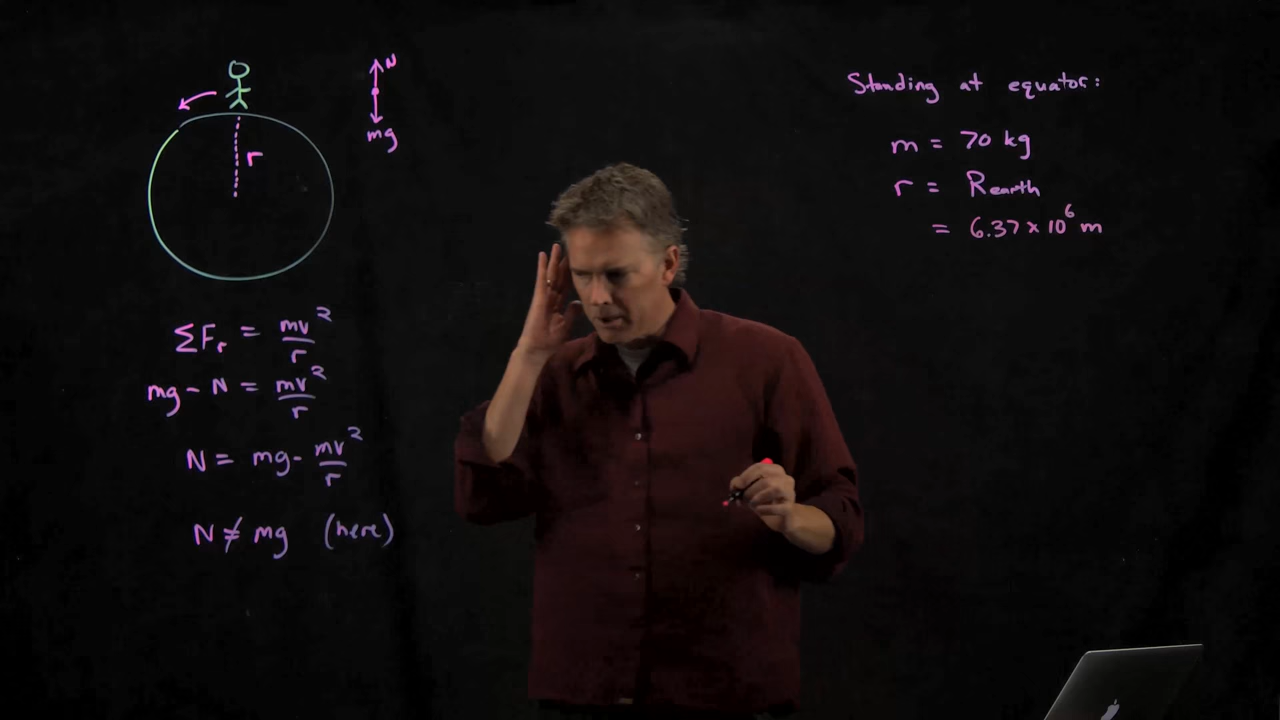 N
mg
r
ΣFr = mv²/r
mg - N = mv²/r
N = mg - mv²/r
N ≠ mg (here)
Standing at equator:
m = 70 kg
r = Rearth
= 6.37 × 10⁶ m